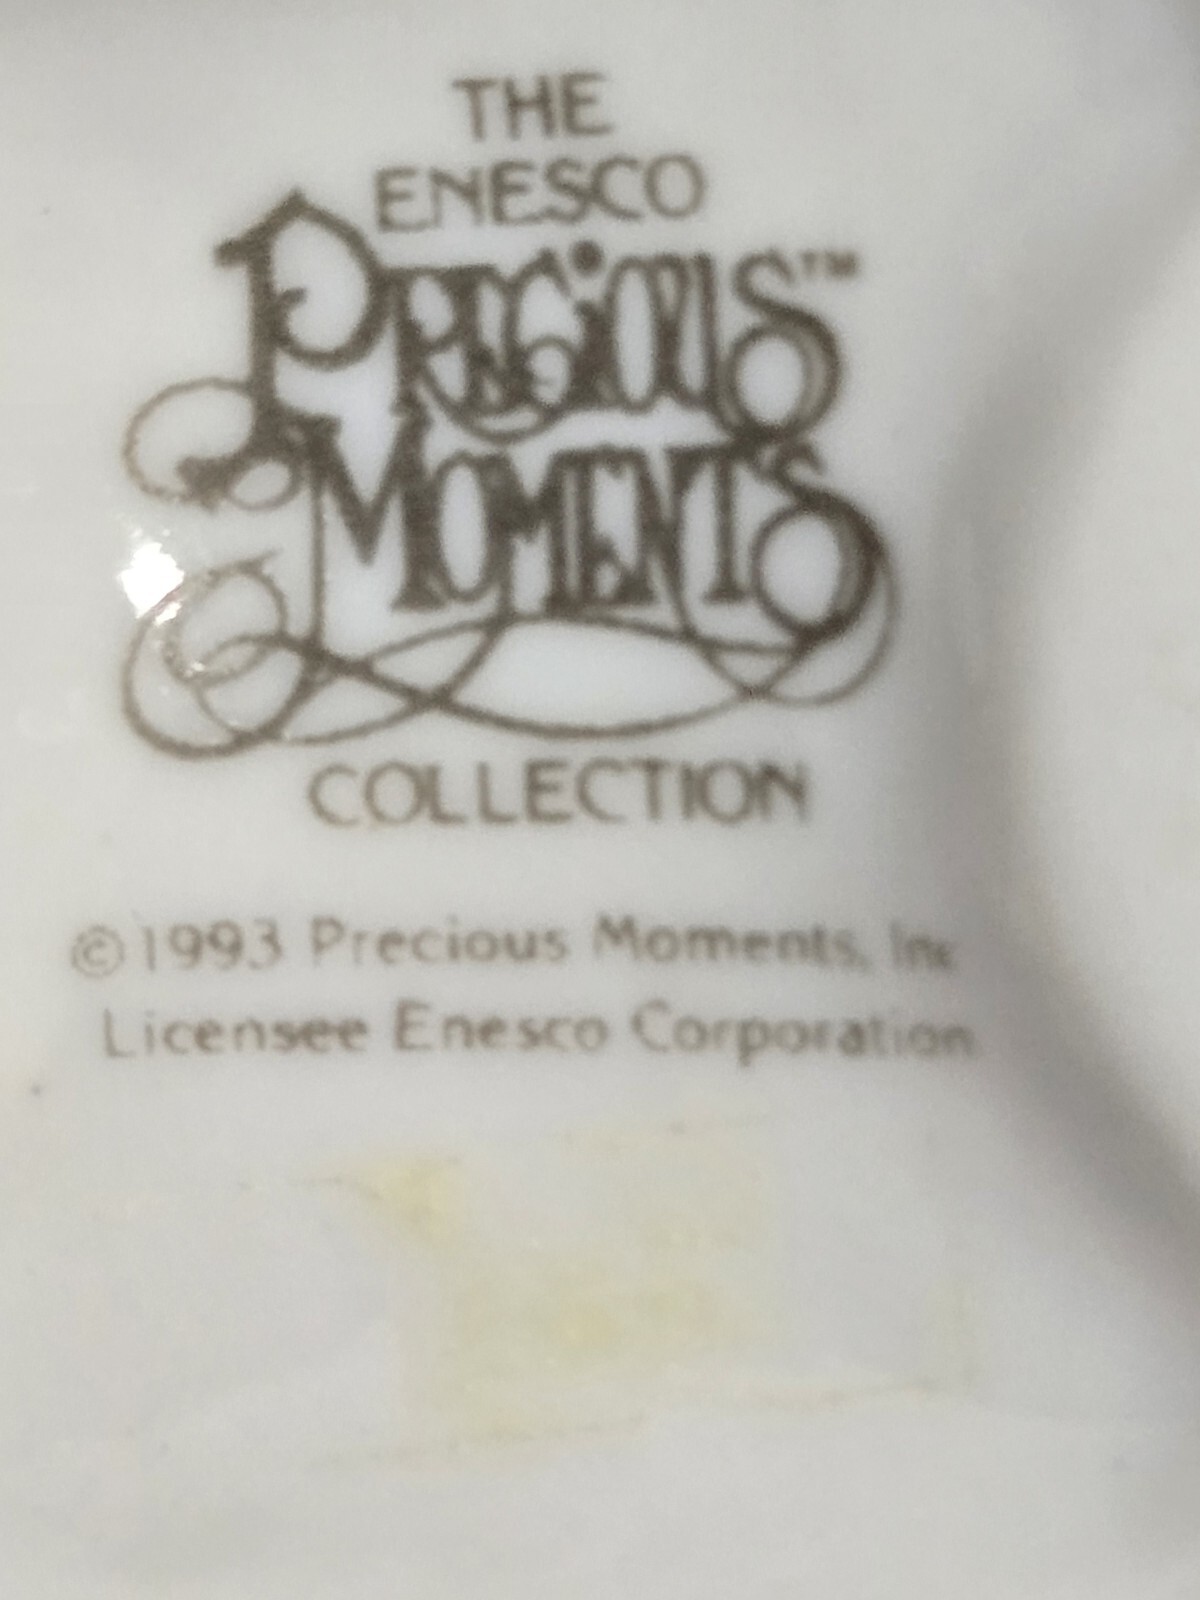 THE
ENESCO
PRECIOUS™
MOMENTS
COLLECTION
©1993 Precious Moments, Inc
Licensee Enesco Corporation